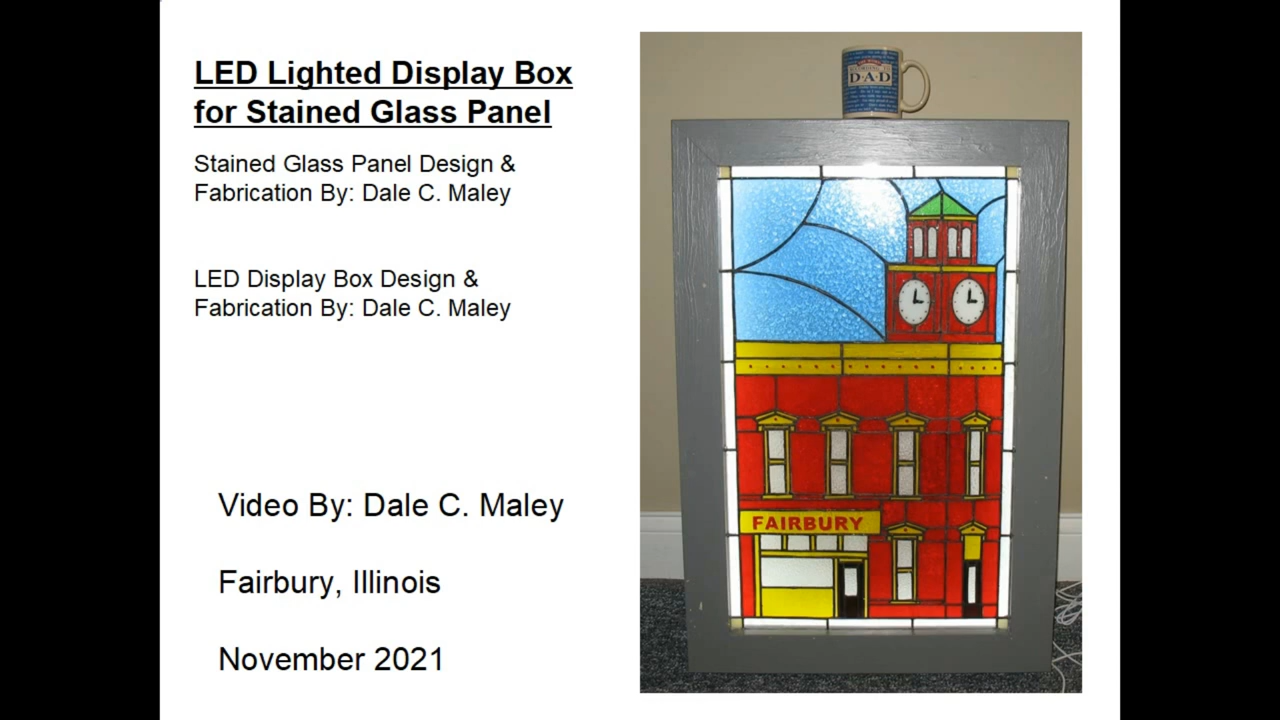 LED Lighted Display Box
for Stained Glass Panel
Stained Glass Panel Design &
Fabrication By: Dale C. Maley
LED Display Box Design &
Fabrication By: Dale C. Maley
Video By: Dale C. Maley
Fairbury, Illinois
November 2021
D·A·D
FAIRBURY